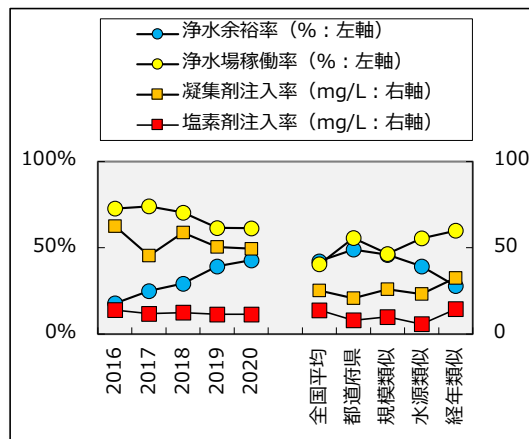 浄水余裕率（%：左軸）
浄水場稼働率（%：左軸）
凝集剤注入率（mg/L：右軸）
塩素剤注入率（mg/L：右軸）
100%
100
50%
50
0%
0
2016
2017
2018
2019
2020
全国平均
都道府県
規模類似
水源類似
経年類似